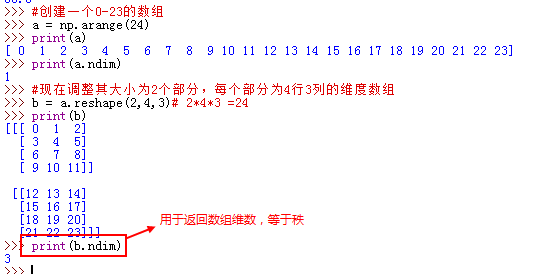 >>> #创建一个0-23的数组
>>> a = np.arange(24)
>>> print(a)
[ 0  1  2  3  4  5  6  7  8  9 10 11 12 13 14 15 16 17 18 19 20 21 22 23]
>>> print(a.ndim)
1
>>> #现在调整其大小为2个部分，每个部分为4行3列的维度数组
>>> b = a.reshape(2,4,3)# 2*4*3 =24
>>> print(b)
[[[ 0  1  2]
  [ 3  4  5]
  [ 6  7  8]
  [ 9 10 11]]
 [[12 13 14]
  [15 16 17]
  [18 19 20]
  [21 22 23]]]
>>> print(b.ndim)
用于返回数组维数，等于秩
3
>>>